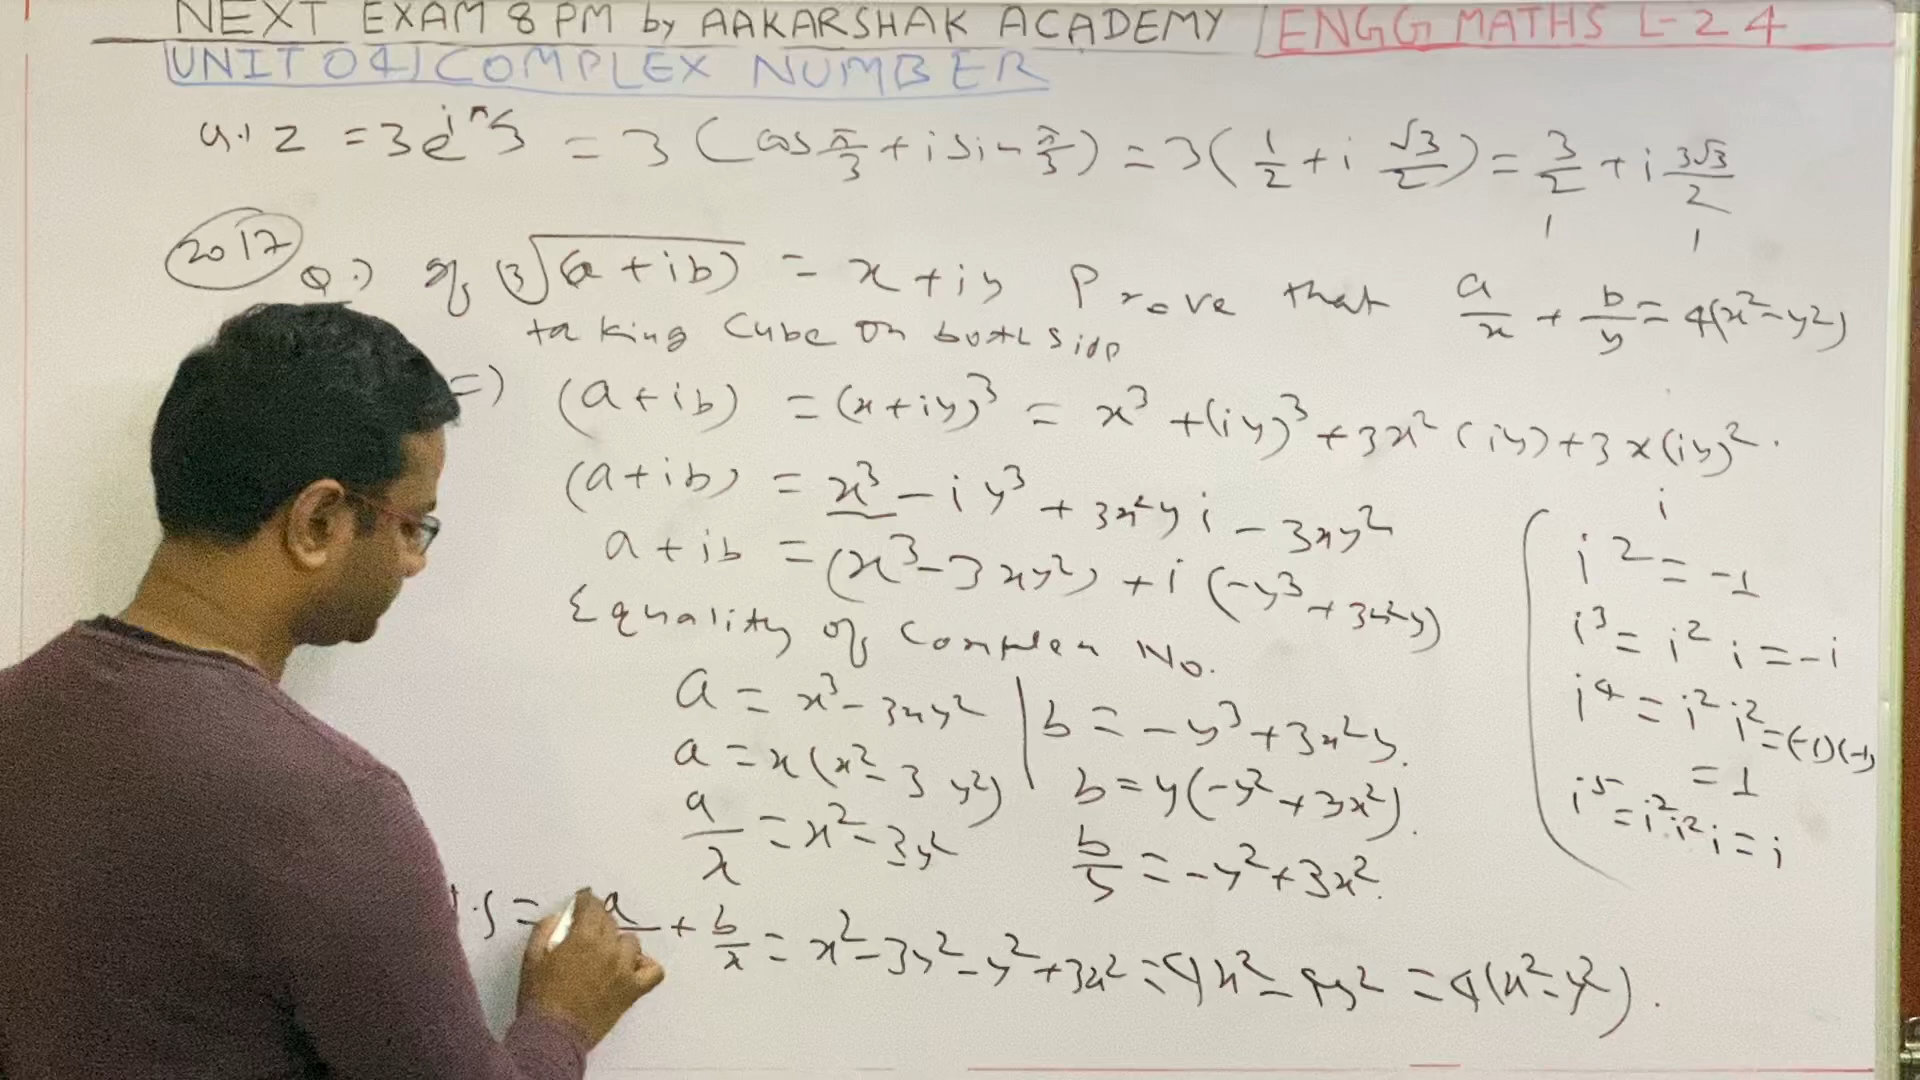 NEXT EXAM 8 PM by AAKARSHAK ACADEMY ENGG MATHS L-24
UNIT 04 COMPLEX NUMBER
4.) z = 3e^{iπ/3} = 3 (cos π/3 + i sin π/3) = 3(1/2 + i √3/2) = 3/2 + i 3√3/2
2017
Q.) If ∛(a + ib) = x + iy Prove that a/x + b/y = 4(x² - y²)
taking Cube on both side
=) (a + ib) = (x + iy)³ = x³ + (iy)³ + 3x² (iy) + 3x(iy)².
(a + ib) = x³ - iy³ + 3x²yi - 3xy²
a + ib = (x³ - 3xy²) + i (-y³ + 3x²y)
Equality of Complex No.
a = x³ - 3xy² | b = -y³ + 3x²y.
a = x(x² - 3y²) | b = y(-y² + 3x²).
a/x = x² - 3y² b/y = -y² + 3x².
.S = a + b/x = x² - 3y² - y² + 3x² = 4x² - 4y² = 4(x² - y²).
i
i² = -1
i³ = i² i = -i
i⁴ = i² i² = (-1)(-1)
= 1
i⁵ = i² i² i = i